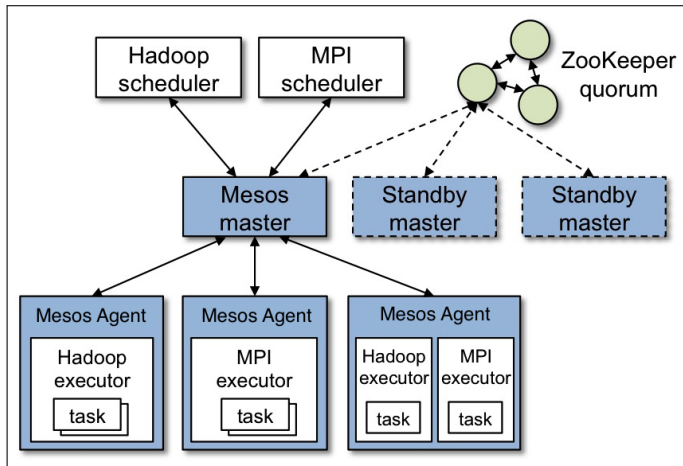 Hadoop
scheduler
MPI
scheduler
ZooKeeper
quorum
Mesos
master
Standby
master
Standby
master
Mesos Agent
Hadoop
executor
task
Mesos Agent
MPI
executor
task
Mesos Agent
Hadoop
executor
task
MPI
executor
task